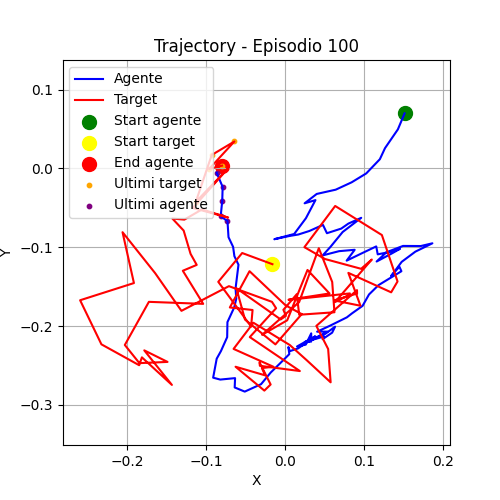 Trajectory - Episodio 100
Agente
Target
Start agente
Start target
End agente
Ultimi target
Ultimi agente
0.1
0.0
−0.1
−0.2
−0.3
Y
−0.2
−0.1
0.0
0.1
0.2
X